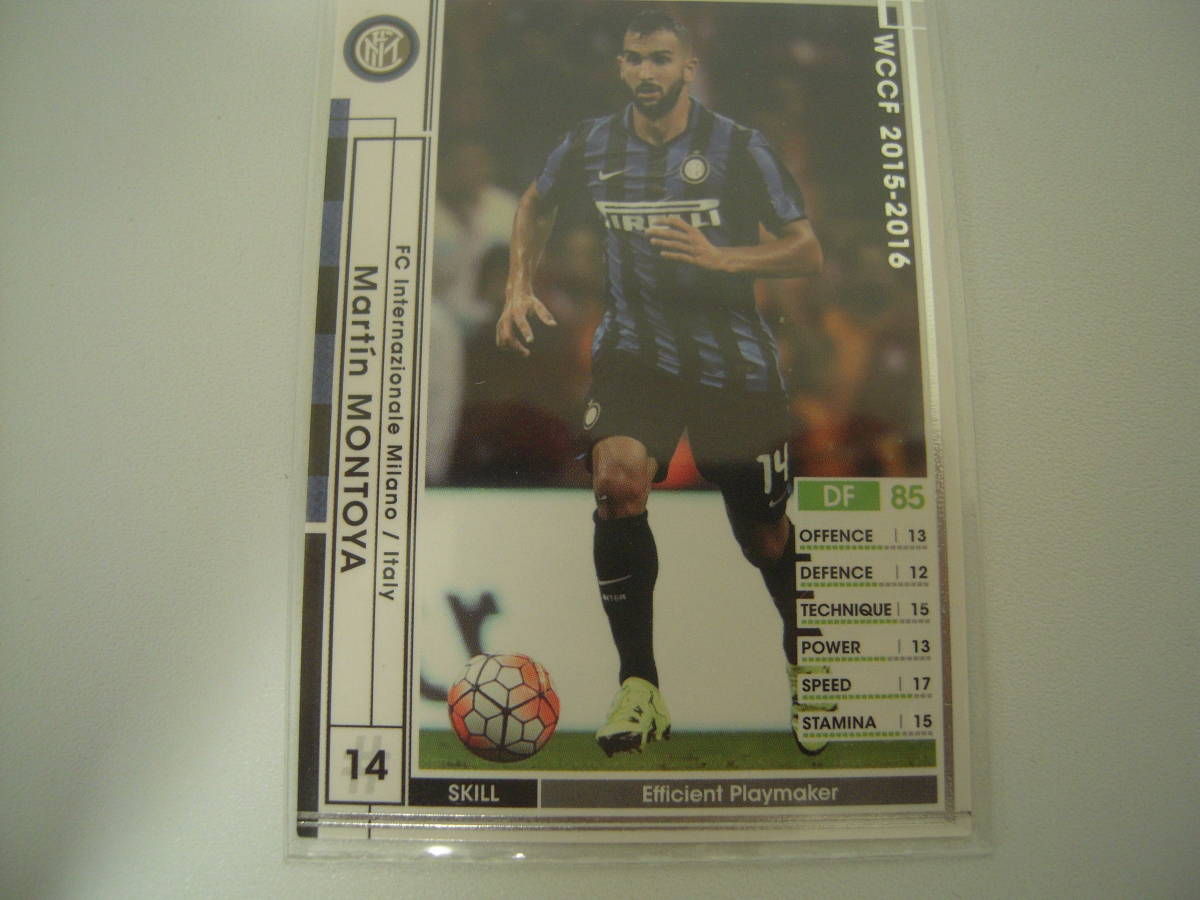 WCCF 2015-2016
FC Internazionale Milano / Italy
Martín MONTOYA
PIRELLI
14
DF 85
OFFENCE 13
DEFENCE 12
TECHNIQUE 15
POWER 13
SPEED 17
STAMINA 15
# 14
SKILL Efficient Playmaker